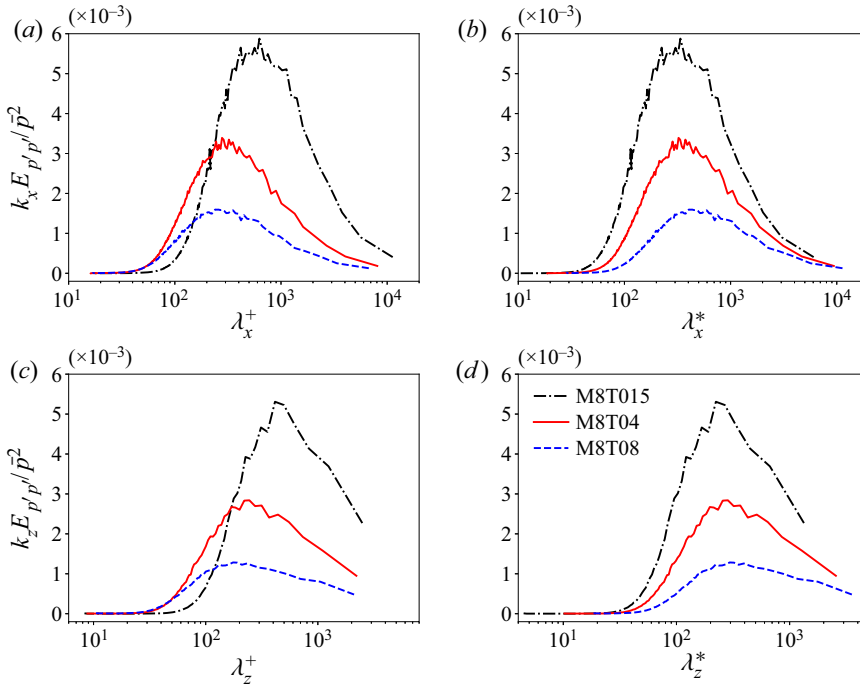 (a) (×10⁻³)
6
5
4
3
2
1
0
k_x E_{p′p′}/p̄²
10¹ 10² 10³ 10⁴
λ_x⁺
(b) (×10⁻³)
6
5
4
3
2
1
0
10¹ 10² 10³ 10⁴
λ_x*
(c) (×10⁻³)
6
5
4
3
2
1
0
k_z E_{p′p′}/p̄²
10¹ 10² 10³
λ_z⁺
(d) (×10⁻³)
6
5
4
3
2
1
0
M8T015
M8T04
M8T08
10¹ 10² 10³
λ_z*